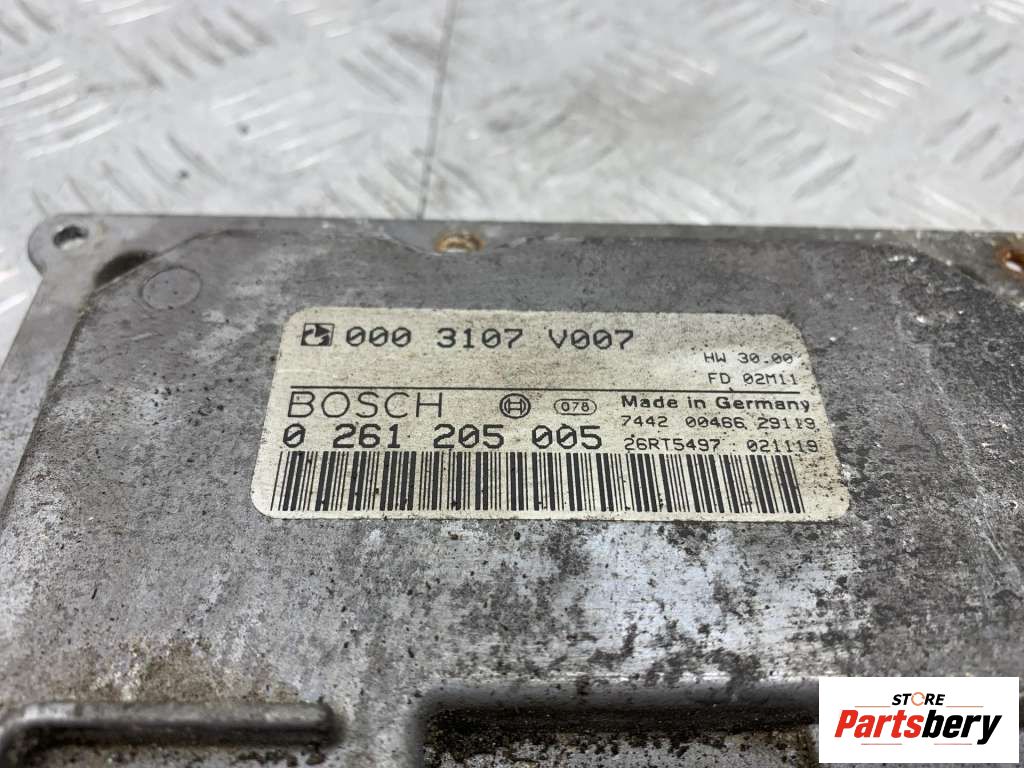 000 3107 V007
HW 30.00
FD 02M11
BOSCH 078 Made in Germany
7442 00466 29119
0 261 205 005 26RT5497 021119
STORE
Partsbery